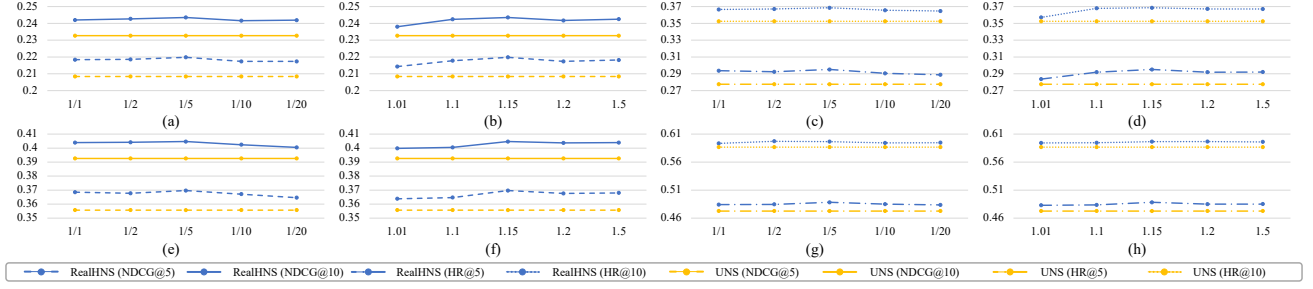 0.25
0.24
0.23
0.22
0.21
0.2
1/1 1/2 1/5 1/10 1/20
(a)
0.25
0.24
0.23
0.22
0.21
0.2
1.01 1.1 1.15 1.2 1.5
(b)
0.37
0.35
0.33
0.31
0.29
0.27
1/1 1/2 1/5 1/10 1/20
(c)
0.37
0.35
0.33
0.31
0.29
0.27
1.01 1.1 1.15 1.2 1.5
(d)
0.41
0.4
0.39
0.38
0.37
0.36
0.35
1/1 1/2 1/5 1/10 1/20
(e)
0.41
0.4
0.39
0.38
0.37
0.36
0.35
1.01 1.1 1.15 1.2 1.5
(f)
0.61
0.56
0.51
0.46
1/1 1/2 1/5 1/10 1/20
(g)
0.61
0.56
0.51
0.46
1.01 1.1 1.15 1.2 1.5
(h)
RealHNS (NDCG@5) RealHNS (NDCG@10) RealHNS (HR@5) RealHNS (HR@10) UNS (NDCG@5) UNS (NDCG@10) UNS (HR@5) UNS (HR@10)